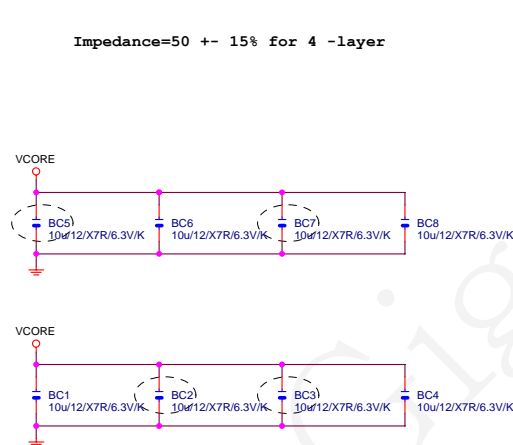 Impedance=50 +- 15% for 4 -layer
VCORE
BC5
10u/12/X7R/6.3V/K
BC6
10u/12/X7R/6.3V/K
BC7
10u/12/X7R/6.3V/K
BC8
10u/12/X7R/6.3V/K
VCORE
BC1
10u/12/X7R/6.3V/K
BC2
10u/12/X7R/6.3V/K
BC3
10u/12/X7R/6.3V/K
BC4
10u/12/X7R/6.3V/K
Gig